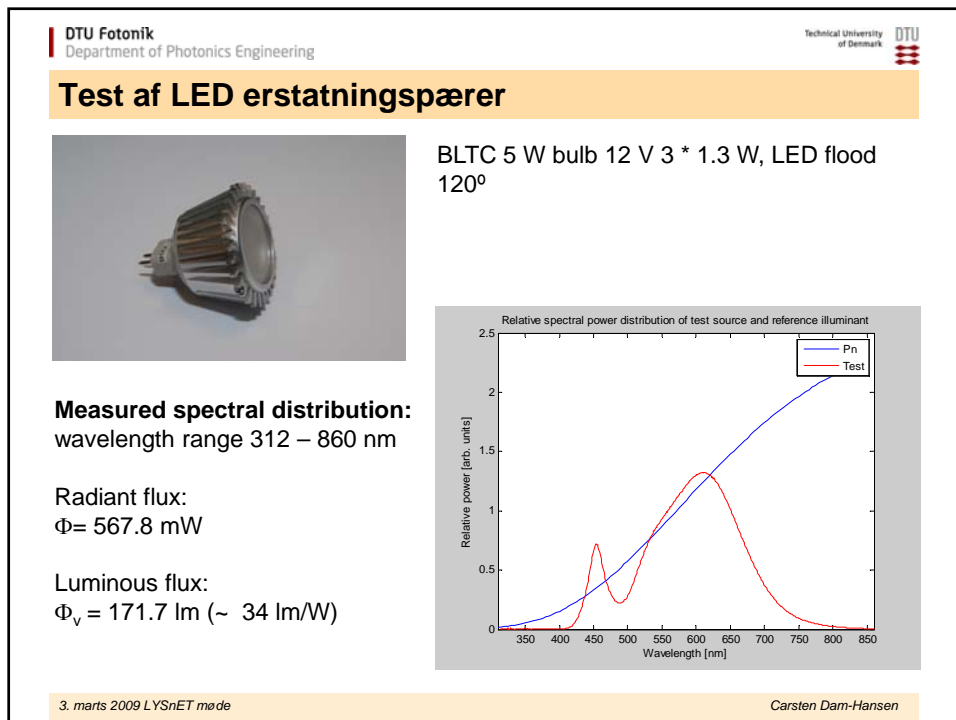 DTU Fotonik
Department of Photonics Engineering
Technical University
of Denmark
DTU
Test af LED erstatningspærer
BLTC 5 W bulb 12 V 3 * 1.3 W, LED flood
120º
Measured spectral distribution:
wavelength range 312 – 860 nm
Radiant flux:
Φ= 567.8 mW
Luminous flux:
Φv = 171.7 lm (~ 34 lm/W)
Relative spectral power distribution of test source and reference illuminant
2.5
2
1.5
1
0.5
0
Relative power [arb. units]
Pn
Test
350 400 450 500 550 600 650 700 750 800 850
Wavelength [nm]
3. marts 2009 LYSnET møde
Carsten Dam-Hansen